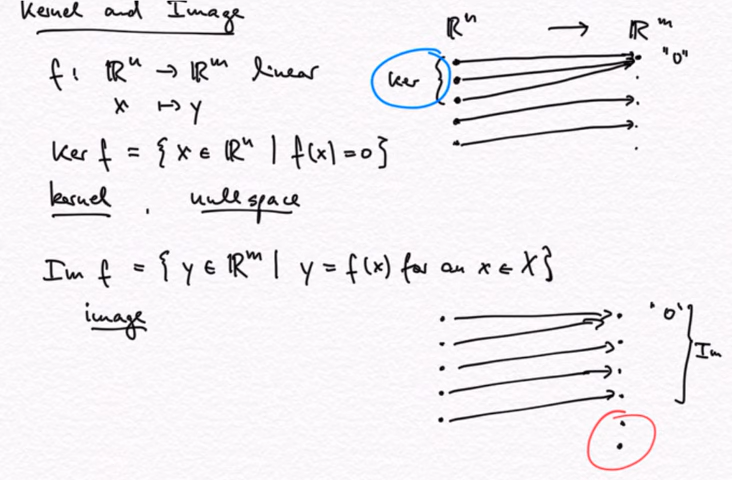 Kernel and Image
ℝⁿ → ℝᵐ
"0"
ker {
f: ℝⁿ → ℝᵐ linear
x ↦ y
Ker f = { x ∈ ℝⁿ | f(x) = 0 }
kernel, null space
Im f = { y ∈ ℝᵐ | y = f(x) for an x ∈ X }
image
"0"
} Im